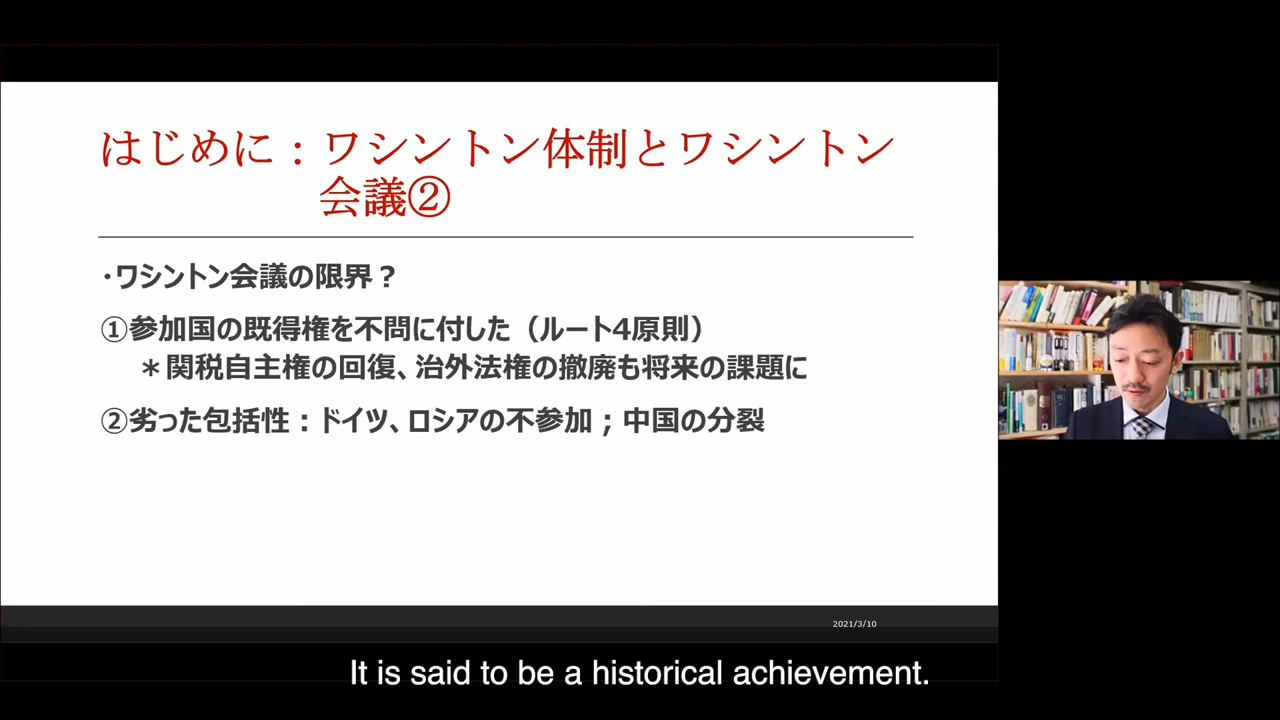 はじめに：ワシントン体制とワシントン
会議②
・ワシントン会議の限界？
①参加国の既得権を不問に付した（ルート4原則）
＊関税自主権の回復、治外法権の撤廃も将来の課題に
②劣った包括性：ドイツ、ロシアの不参加；中国の分裂
2021/3/10
It is said to be a historical achievement.